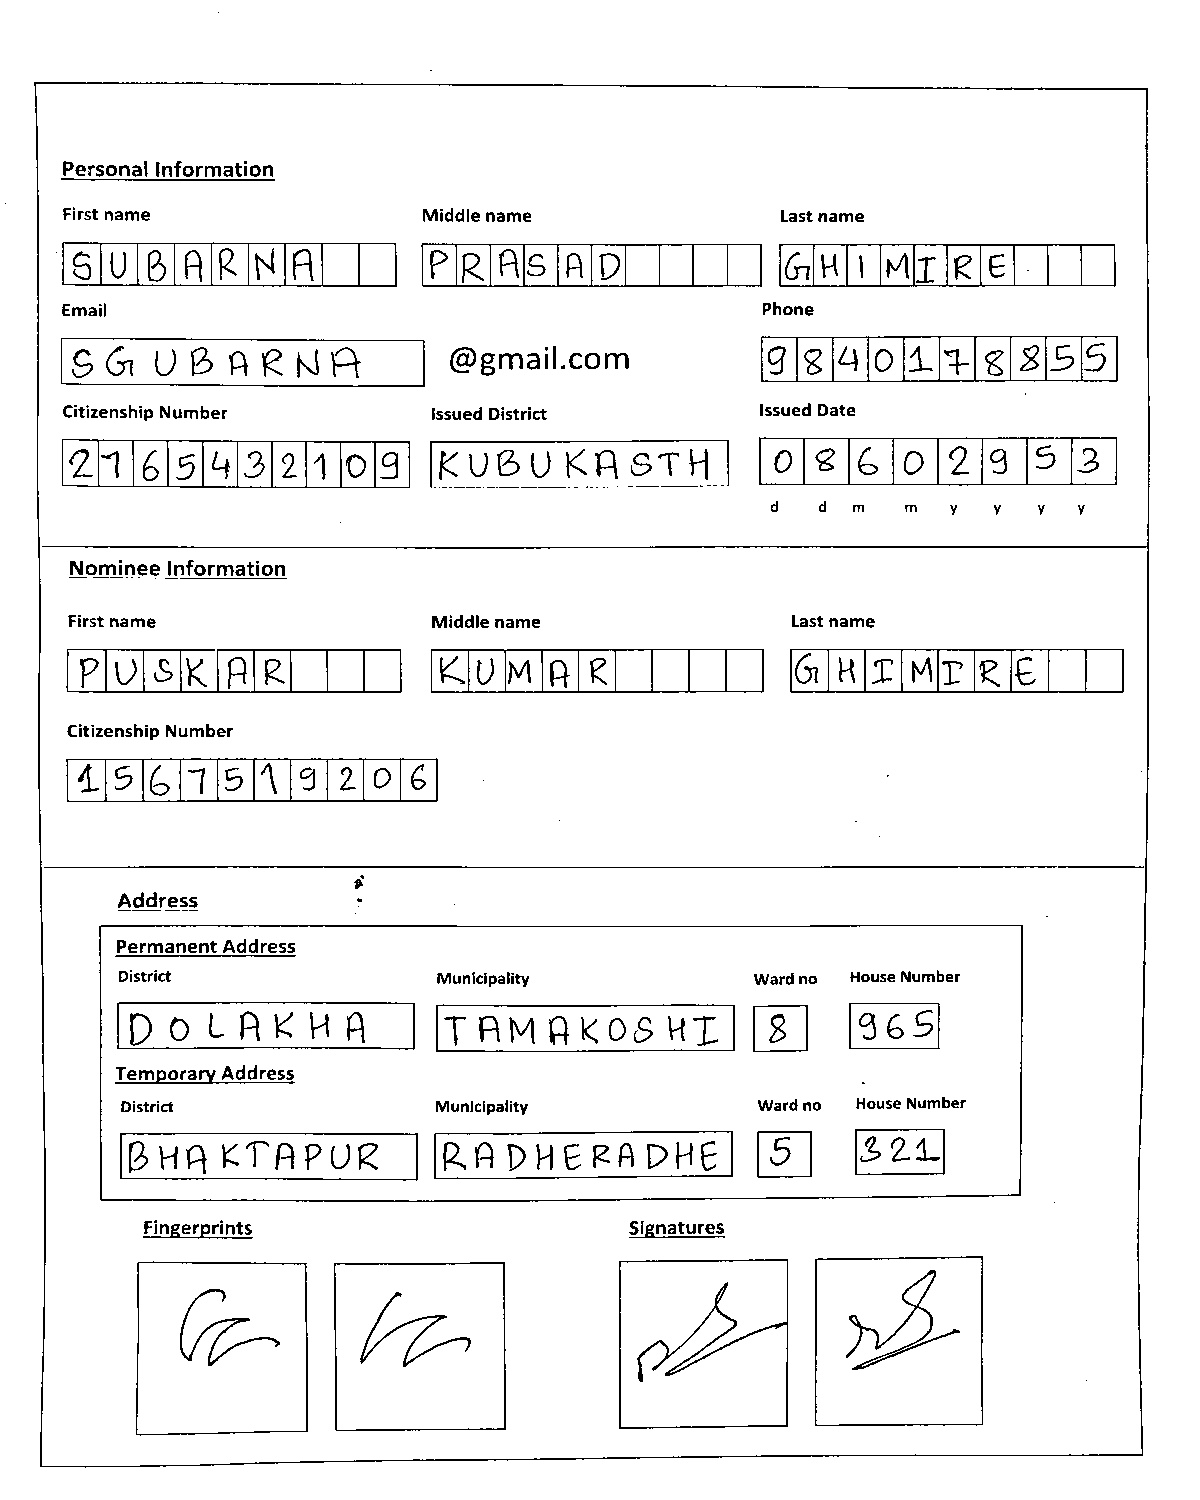 Personal Information
First name Middle name Last name
SUBARNA PRASAD GHIMIRE
Email Phone
SGUBARNA @gmail.com 9840178855
Citizenship Number Issued District Issued Date
2765432109 KUBUKASTH 08602953
d d m m y y y y
Nominee Information
First name Middle name Last name
PUSKAR KUMAR GHIMIRE
Citizenship Number
1567519206
Address
Permanent Address
District Municipality Ward no House Number
DOLAKHA TAMAKOSHI 8 965
Temporary Address
District Municipality Ward no House Number
BHAKTAPUR RADHERADHE 5 321
Fingerprints Signatures